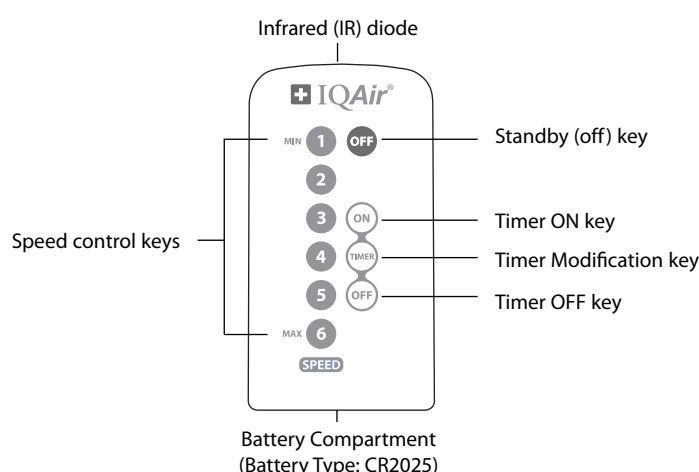 Infrared (IR) diode
IQAir®
MIN 1 OFF
Standby (off) key
2
3 ON
Timer ON key
Speed control keys
4 TIMER
Timer Modification key
5 OFF
Timer OFF key
MAX 6
SPEED
Battery Compartment
(Battery Type: CR2025)